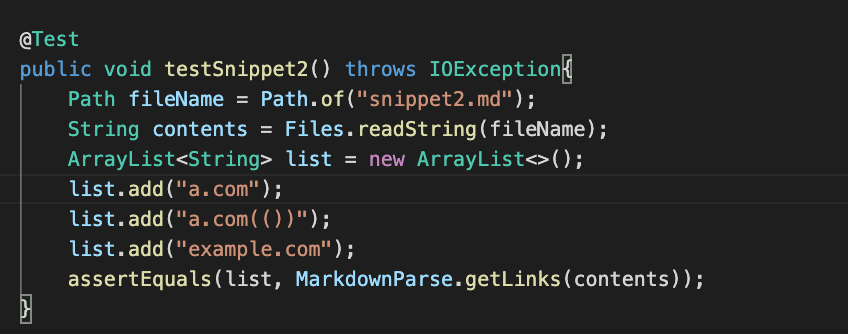 @Test
public void testSnippet2() throws IOException{
    Path fileName = Path.of("snippet2.md");
    String contents = Files.readString(fileName);
    ArrayList<String> list = new ArrayList<>();
    list.add("a.com");
    list.add("a.com(())");
    list.add("example.com");
    assertEquals(list, MarkdownParse.getLinks(contents));
}